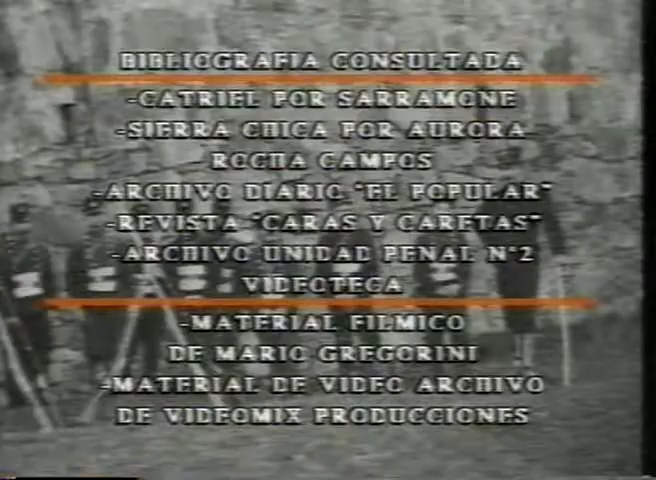 BIBLIOGRAFIA CONSULTADA
-CATRIEL POR SARRAMONE
-SIERRA CHICA POR AURORA
ROCHA CAMPOS
-ARCHIVO DIARIO "EL POPULAR"
-REVISTA "CARAS Y CARETAS"
-ARCHIVO UNIDAD PENAL N°2
VIDEOTECA
-MATERIAL FILMICO
DE MARIO GREGORINI
-MATERIAL DE VIDEO ARCHIVO
DE VIDEOMIX PRODUCCIONES